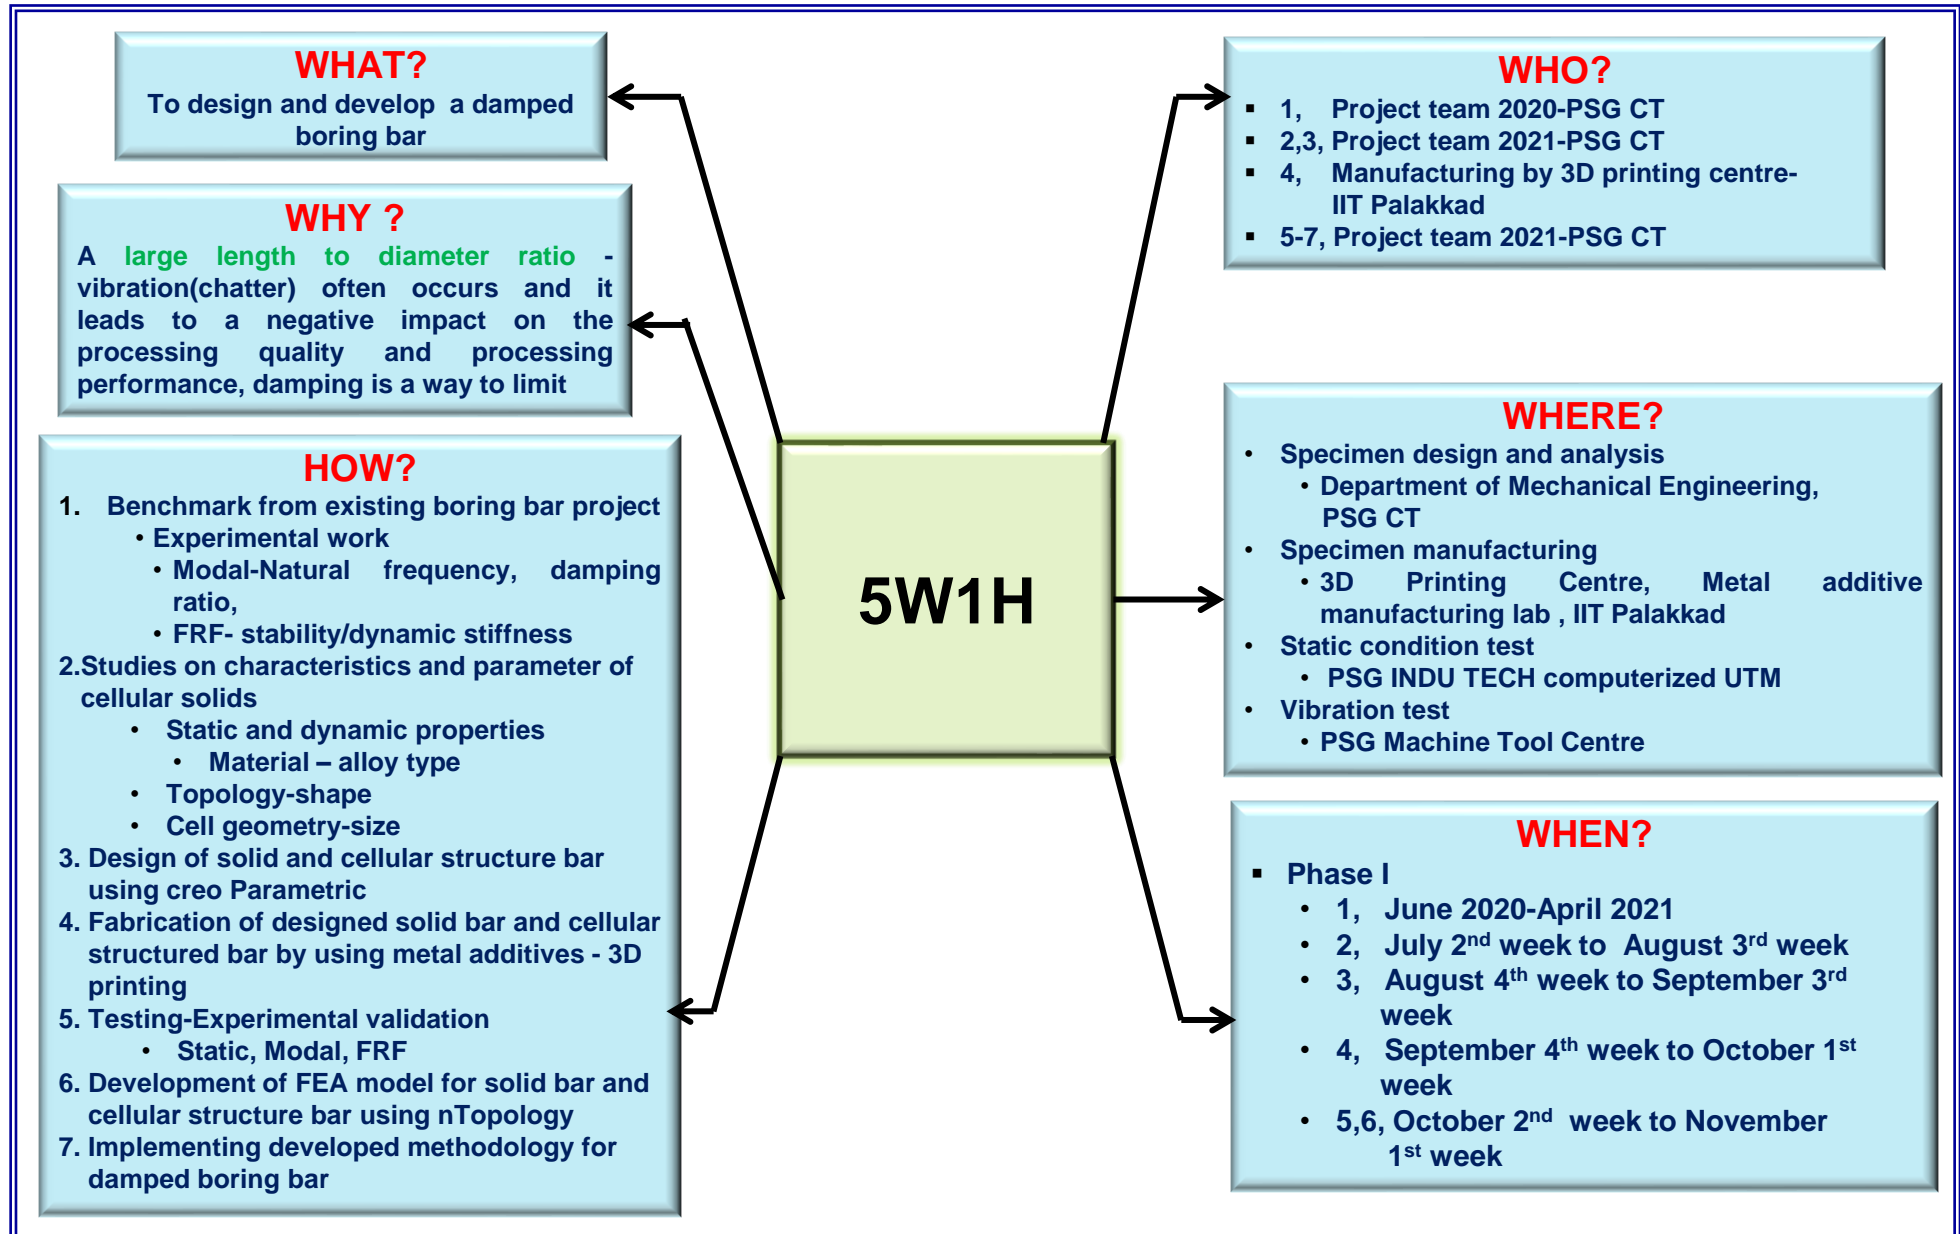 WHAT?
To design and develop a damped
boring bar
WHY ?
A large length to diameter ratio -
vibration(chatter) often occurs and it
leads to a negative impact on the
processing quality and processing
performance, damping is a way to limit
HOW?
1. Benchmark from existing boring bar project
• Experimental work
• Modal-Natural frequency, damping
ratio,
• FRF- stability/dynamic stiffness
2.Studies on characteristics and parameter of
cellular solids
• Static and dynamic properties
• Material – alloy type
• Topology-shape
• Cell geometry-size
3. Design of solid and cellular structure bar
using creo Parametric
4. Fabrication of designed solid bar and cellular
structured bar by using metal additives - 3D
printing
5. Testing-Experimental validation
• Static, Modal, FRF
6. Development of FEA model for solid bar and
cellular structure bar using nTopology
7. Implementing developed methodology for
damped boring bar
5W1H
WHO?
▪ 1, Project team 2020-PSG CT
▪ 2,3, Project team 2021-PSG CT
▪ 4, Manufacturing by 3D printing centre-
IIT Palakkad
▪ 5-7, Project team 2021-PSG CT
WHERE?
• Specimen design and analysis
• Department of Mechanical Engineering,
PSG CT
• Specimen manufacturing
• 3D Printing Centre, Metal additive
manufacturing lab , IIT Palakkad
• Static condition test
• PSG INDU TECH computerized UTM
• Vibration test
• PSG Machine Tool Centre
WHEN?
▪ Phase I
• 1, June 2020-April 2021
• 2, July 2nd week to August 3rd week
• 3, August 4th week to September 3rd
week
• 4, September 4th week to October 1st
week
• 5,6, October 2nd week to November
1st week